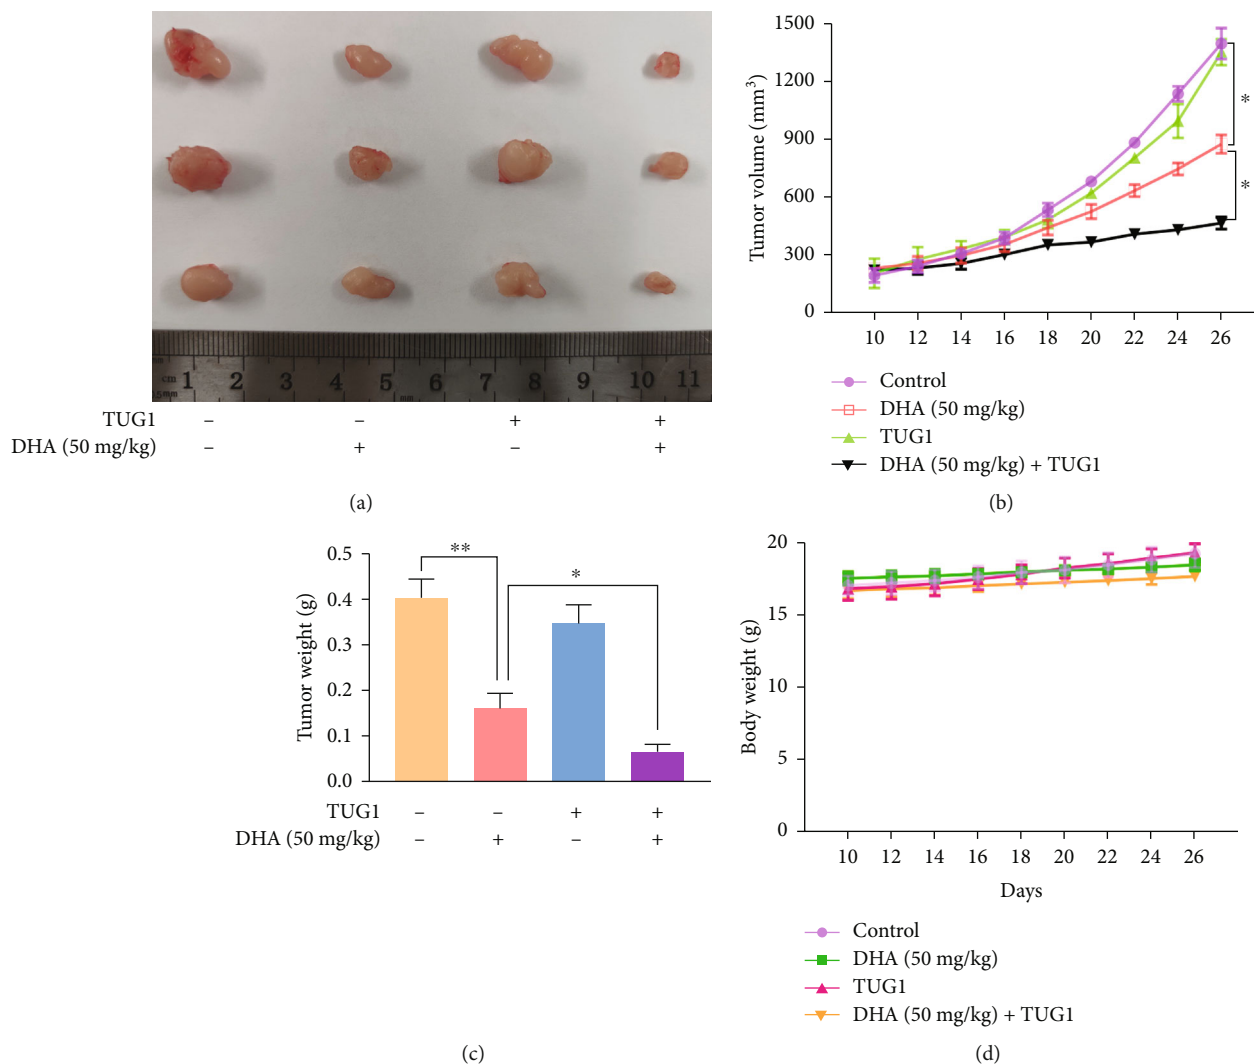 cm
.5mm
1 2 3 4 5 6 7 8 9 10 11
mm
TUG1 – – + +
DHA (50 mg/kg) – + – +
(a)
Tumor volume (mm³)
1500
1200
900
600
300
0
10 12 14 16 18 20 22 24 26
*
*
Control
DHA (50 mg/kg)
TUG1
DHA (50 mg/kg) + TUG1
(b)
Tumor weight (g)
0.5
0.4
0.3
0.2
0.1
0.0
**
*
TUG1 – – + +
DHA (50 mg/kg) – + – +
(c)
Body weight (g)
20
15
10
5
0
10 12 14 16 18 20 22 24 26
Days
Control
DHA (50 mg/kg)
TUG1
DHA (50 mg/kg) + TUG1
(d)